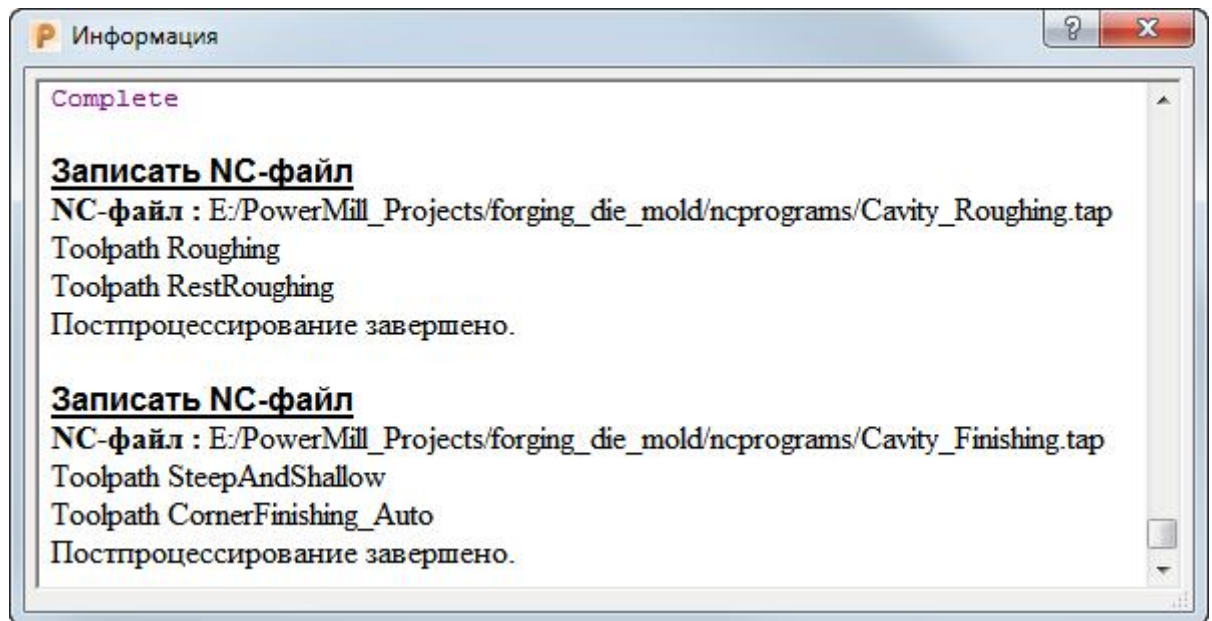 Информация
Complete
Записать NC-файл
NC-файл : E:/PowerMill_Projects/forging_die_mold/ncprograms/Cavity_Roughing.tap
Toolpath Roughing
Toolpath RestRoughing
Постпроцессирование завершено.
Записать NC-файл
NC-файл : E:/PowerMill_Projects/forging_die_mold/ncprograms/Cavity_Finishing.tap
Toolpath SteepAndShallow
Toolpath CornerFinishing_Auto
Постпроцессирование завершено.